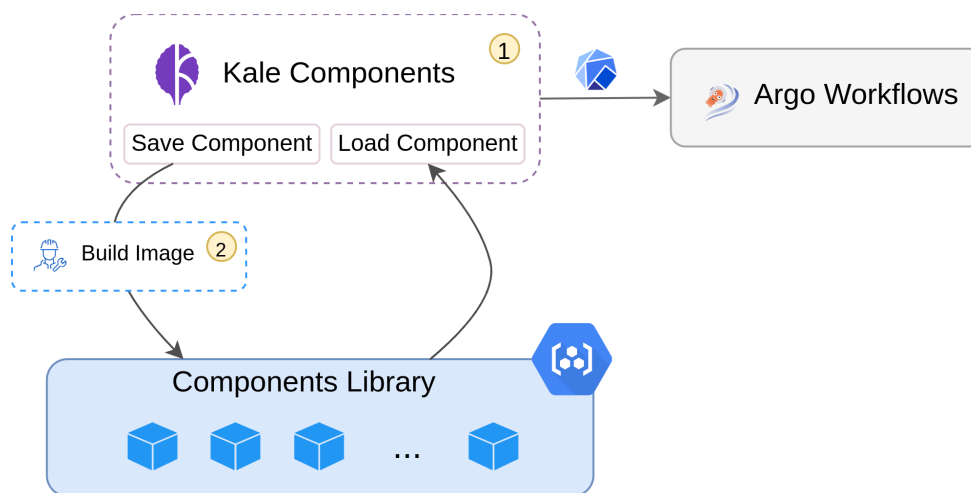 1
Kale Components
Argo Workflows
Save Component
Load Component
Build Image
2
Components Library
...